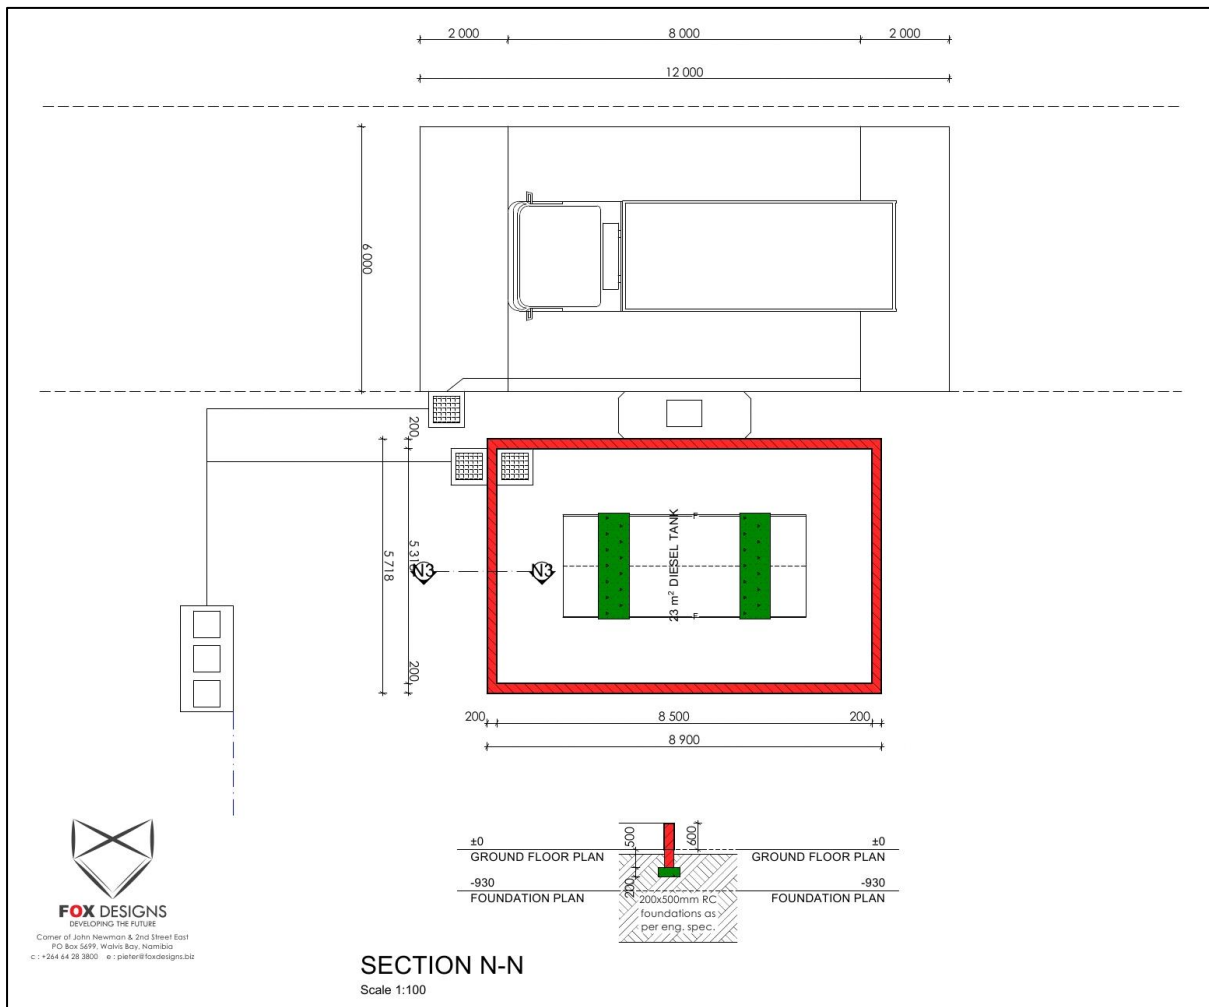 2 000
8 000
2 000
12 000
6 000
200
5 718
200
N3
N3
23 m² DIESEL TANK
F
F
200
8 500
200
8 900
500
600
200
±0
±0
GROUND FLOOR PLAN
GROUND FLOOR PLAN
-930
-930
FOUNDATION PLAN
FOUNDATION PLAN
200x500mm RC
foundations as
per eng. spec.
FOX DESIGNS
DEVELOPING THE FUTURE
Corner of John Newman & 2nd Street East
PO Box 5699, Walvis Bay, Namibia
c : +264 64 28 3800 e : pieter@foxdesigns.biz
SECTION N-N
Scale 1:100